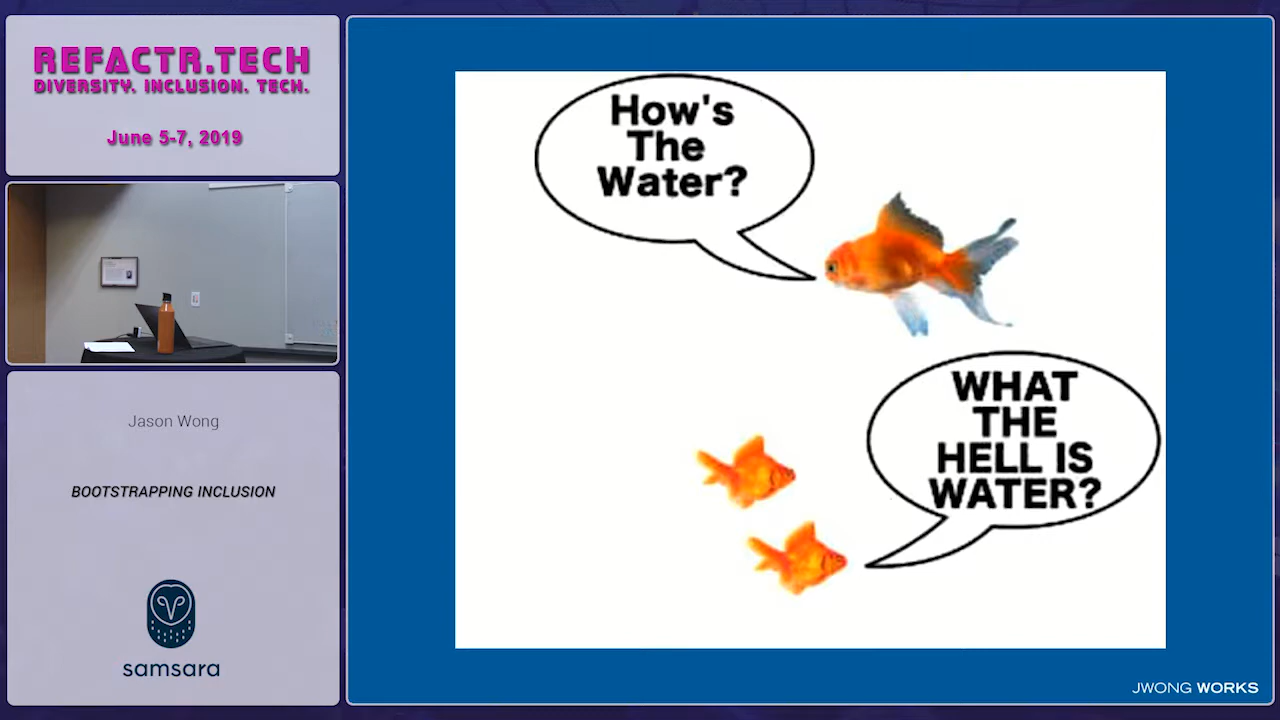 REFACTR.TECH
DIVERSITY. INCLUSION. TECH.
June 5-7, 2019
Jason Wong
BOOTSTRAPPING INCLUSION
samsara
How's
The
Water?
WHAT
THE
HELL IS
WATER?
JWONG WORKS